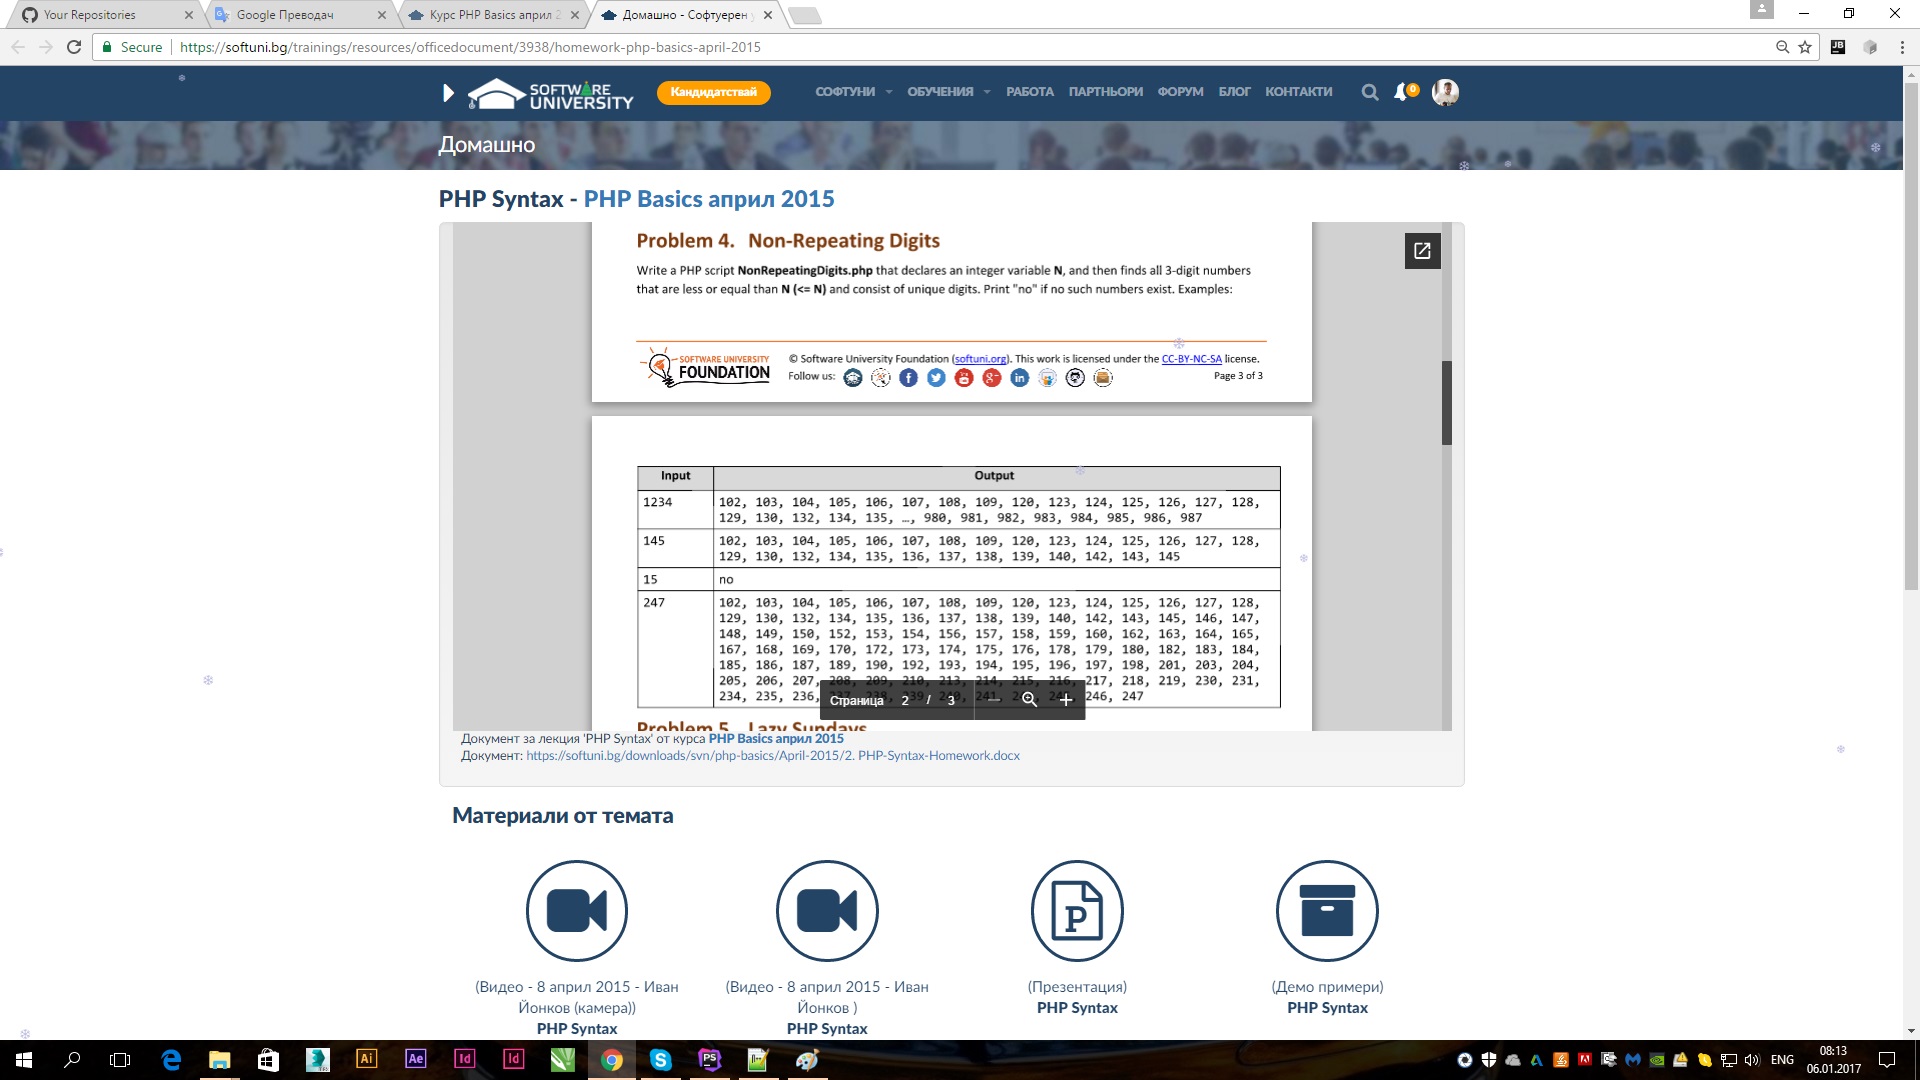 Your Repositories
Google Преводач
Курс PHP Basics април 2
Домашно - Софтуерен у
Secure
https://softuni.bg/trainings/resources/officedocument/3938/homework-php-basics-april-2015
SOFTWARE UNIVERSITY
Кандидатствай
СОФТУНИ
ОБУЧЕНИЯ
РАБОТА
ПАРТНЬОРИ
ФОРУМ
БЛОГ
КОНТАКТИ
0
Домашно
PHP Syntax - PHP Basics април 2015
Problem 4. Non-Repeating Digits
Write a PHP script NonRepeatingDigits.php that declares an integer variable N, and then finds all 3-digit numbers
that are less or equal than N (<= N) and consist of unique digits. Print "no" if no such numbers exist. Examples:
SOFTWARE UNIVERSITY
FOUNDATION
© Software University Foundation (softuni.org). This work is licensed under the CC-BY-NC-SA license.
Follow us:
Page 3 of 3
Input Output
1234
102, 103, 104, 105, 106, 107, 108, 109, 120, 123, 124, 125, 126, 127, 128,
129, 130, 132, 134, 135, …, 980, 981, 982, 983, 984, 985, 986, 987
145
102, 103, 104, 105, 106, 107, 108, 109, 120, 123, 124, 125, 126, 127, 128,
129, 130, 132, 134, 135, 136, 137, 138, 139, 140, 142, 143, 145
15
no
247
102, 103, 104, 105, 106, 107, 108, 109, 120, 123, 124, 125, 126, 127, 128,
129, 130, 132, 134, 135, 136, 137, 138, 139, 140, 142, 143, 145, 146, 147,
148, 149, 150, 152, 153, 154, 156, 157, 158, 159, 160, 162, 163, 164, 165,
167, 168, 169, 170, 172, 173, 174, 175, 176, 178, 179, 180, 182, 183, 184,
185, 186, 187, 189, 190, 192, 193, 194, 195, 196, 197, 198, 201, 203, 204,
205, 206, 207, 208, 209, 210, 213, 214, 215, 216, 217, 218, 219, 230, 231,
234, 235, 236, 246, 247
Страница 2 / 3
Problem 5. Lazy Sundays
Документ за лекция 'PHP Syntax' от курса PHP Basics април 2015
Документ: https://softuni.bg/downloads/svn/php-basics/April-2015/2. PHP-Syntax-Homework.docx
Материали от темата
(Видео - 8 април 2015 - Иван
Йонков (камера))
PHP Syntax
(Видео - 8 април 2015 - Иван
Йонков )
PHP Syntax
(Презентация)
PHP Syntax
(Демо примери)
PHP Syntax
ENG
08:13
06.01.2017